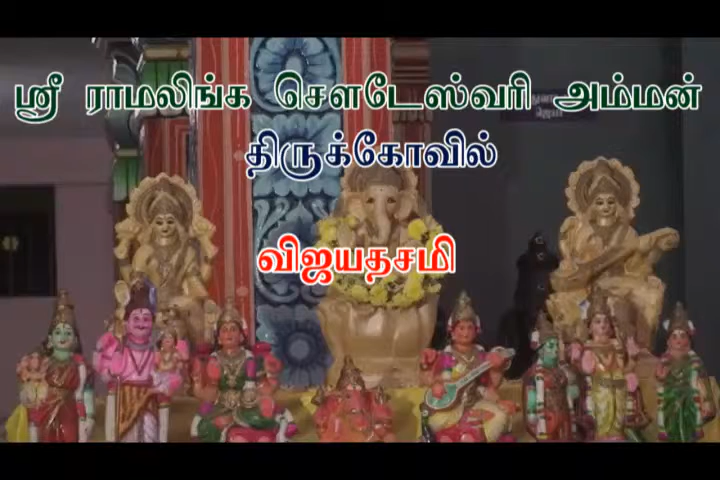 ஸ்ரீ ராமலிங்க சௌடேஸ்வரி அம்மன்
திருக்கோவில்
விஜயதசமி